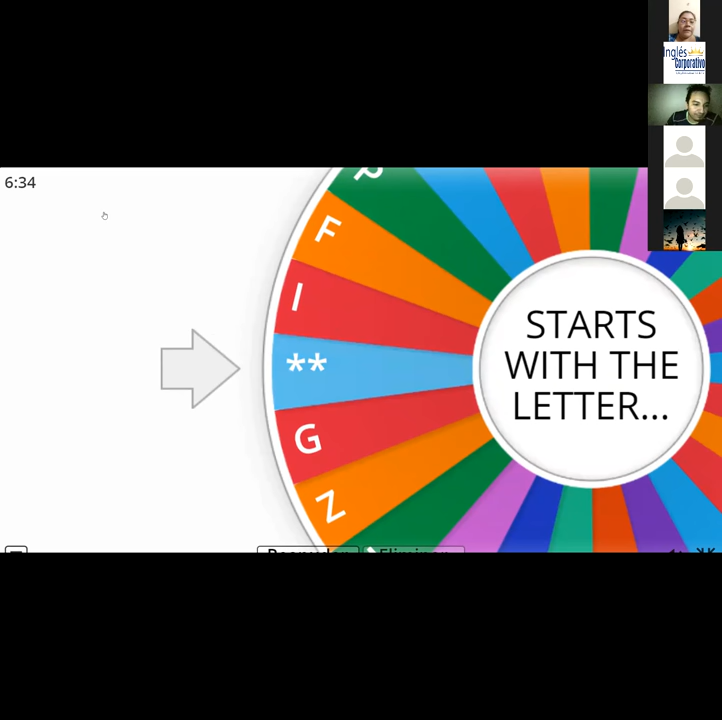 Inglés
Corporativo
6:34
P
F
I
**
G
Z
STARTS
WITH THE
LETTER...